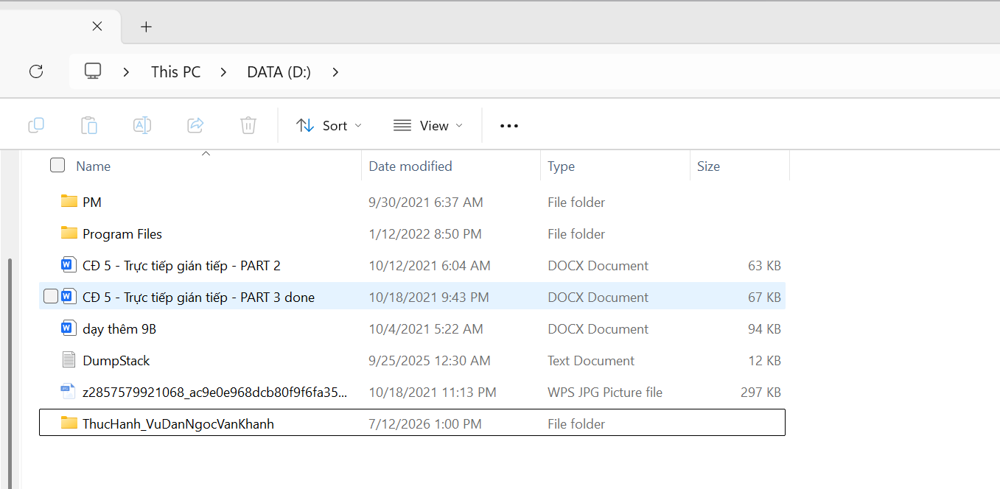 This PC > DATA (D:) >
Sort View
Name Date modified Type Size
PM 9/30/2021 6:37 AM File folder
Program Files 1/12/2022 8:50 PM File folder
CĐ 5 - Trực tiếp gián tiếp - PART 2 10/12/2021 6:04 AM DOCX Document 63 KB
CĐ 5 - Trực tiếp gián tiếp - PART 3 done 10/18/2021 9:43 PM DOCX Document 67 KB
dạy thêm 9B 10/4/2021 5:22 AM DOCX Document 94 KB
DumpStack 9/25/2025 12:30 AM Text Document 12 KB
z2857579921068_ac9e0e968dcb80f9f6fa35... 10/18/2021 11:13 PM WPS JPG Picture file 297 KB
ThucHanh_VuDanNgocVanKhanh 7/12/2026 1:00 PM File folder